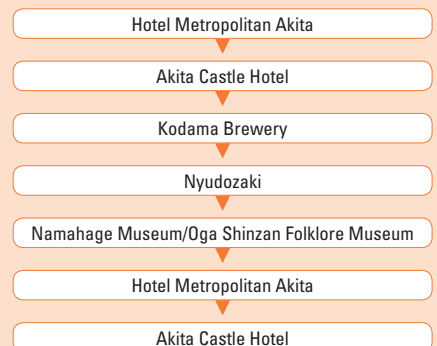 Hotel Metropolitan Akita
Akita Castle Hotel
Kodama Brewery
Nyudozaki
Namahage Museum/Oga Shinzan Folklore Museum
Hotel Metropolitan Akita
Akita Castle Hotel